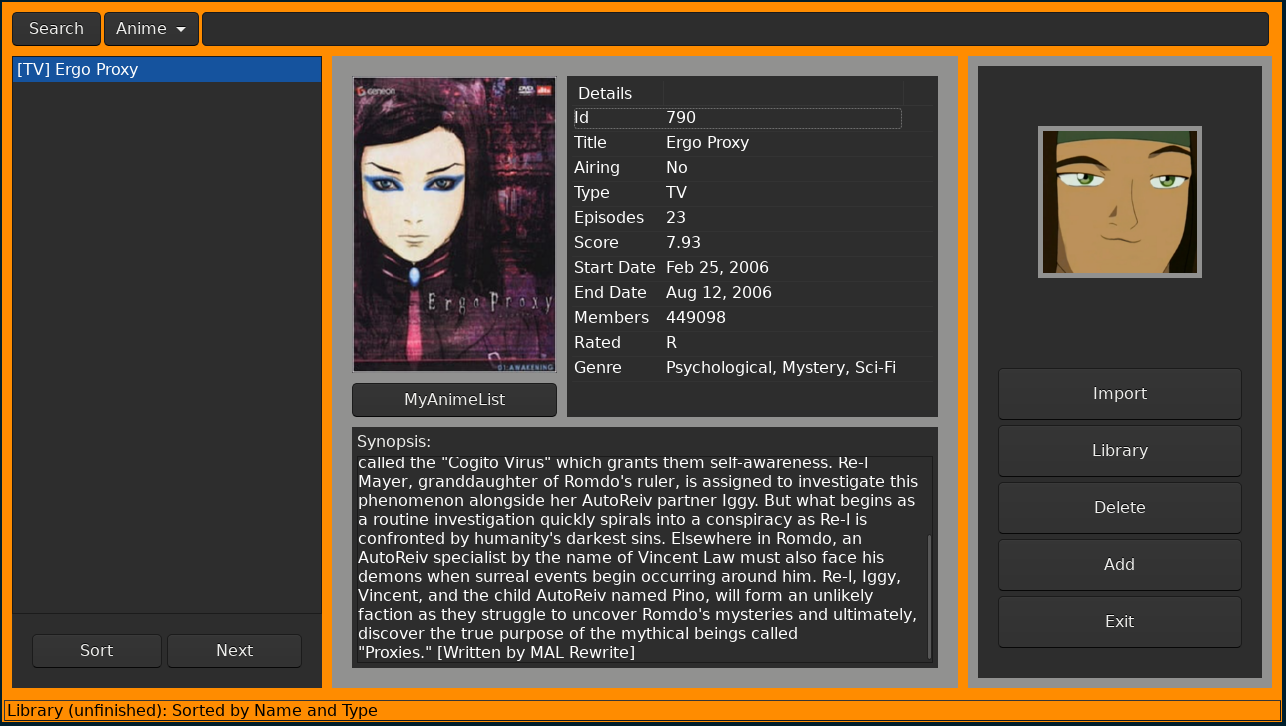 Search
Anime
[TV] Ergo Proxy
Sort
Next
Geneon
DVD
dts
Ergo Proxy
01:AWAKENING
MyAnimeList
Details
Id 790
Title Ergo Proxy
Airing No
Type TV
Episodes 23
Score 7.93
Start Date Feb 25, 2006
End Date Aug 12, 2006
Members 449098
Rated R
Genre Psychological, Mystery, Sci-Fi
Synopsis:
called the "Cogito Virus" which grants them self-awareness. Re-l
Mayer, granddaughter of Romdo's ruler, is assigned to investigate this
phenomenon alongside her AutoReiv partner Iggy. But what begins as
a routine investigation quickly spirals into a conspiracy as Re-l is
confronted by humanity's darkest sins. Elsewhere in Romdo, an
AutoReiv specialist by the name of Vincent Law must also face his
demons when surreal events begin occurring around him. Re-l, Iggy,
Vincent, and the child AutoReiv named Pino, will form an unlikely
faction as they struggle to uncover Romdo's mysteries and ultimately,
discover the true purpose of the mythical beings called
"Proxies." [Written by MAL Rewrite]
Import
Library
Delete
Add
Exit
Library (unfinished): Sorted by Name and Type